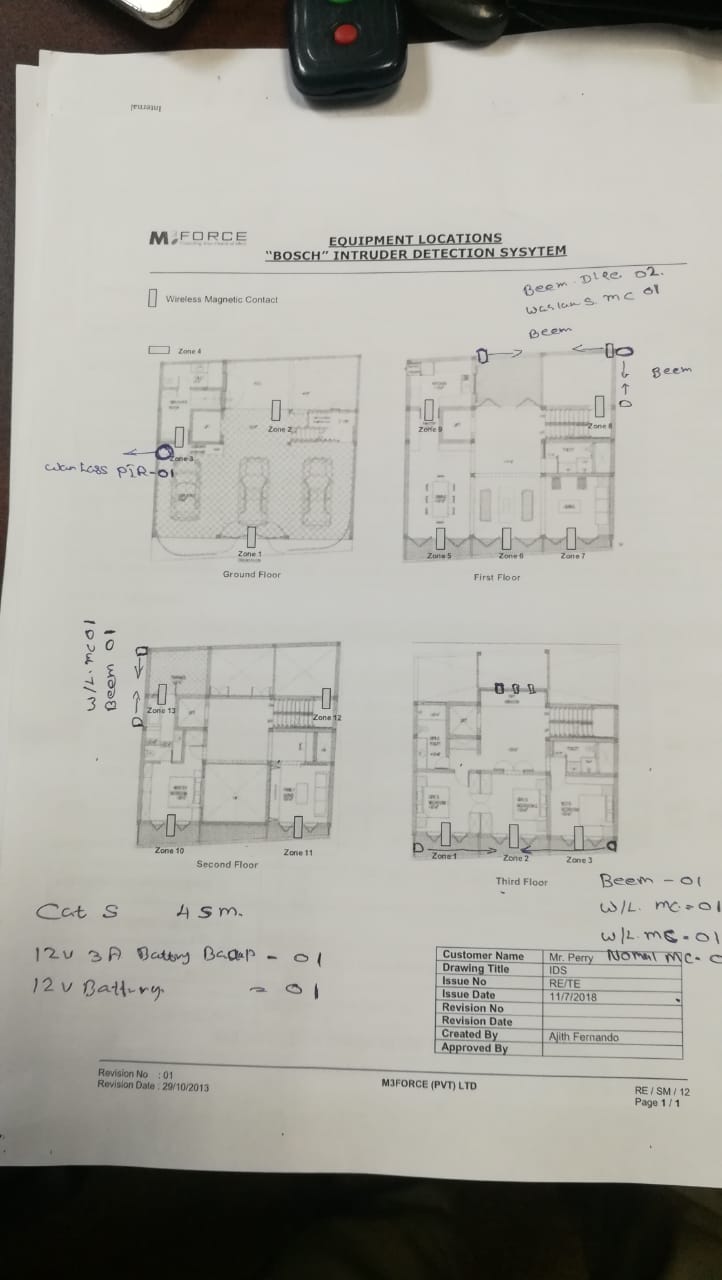 Internal
M3FORCE
EQUIPMENT LOCATIONS
"BOSCH" INTRUDER DETECTION SYSYTEM
Wireless Magnetic Contact
Beem Dlee 02.
mc 01
Beem
Beem
Zone 4
Zone 2
Zone 3
PIR-01
Zone 1
Ground Floor
Zone 9
Zone 8
Zone 5
Zone 6
Zone 7
First Floor
W/L. mc 01
Beem 01
Zone 13
Zone 12
Zone 10
Zone 11
Second Floor
Zone 1
Zone 2
Zone 3
Third Floor
Beem - 01
W/L. mc = 01
W/L. mc - 01
Nomal mc -
Cat 5 45m.
12v 3A Battry Backup - 01
12v Battury = 01
Customer Name Mr. Perry
Drawing Title IDS
Issue No RE/TE
Issue Date 11/7/2018
Revision No
Revision Date
Created By Ajith Fernando
Approved By
Revision No : 01
Revision Date : 29/10/2013
M3FORCE (PVT) LTD
RE / SM / 12
Page 1 / 1